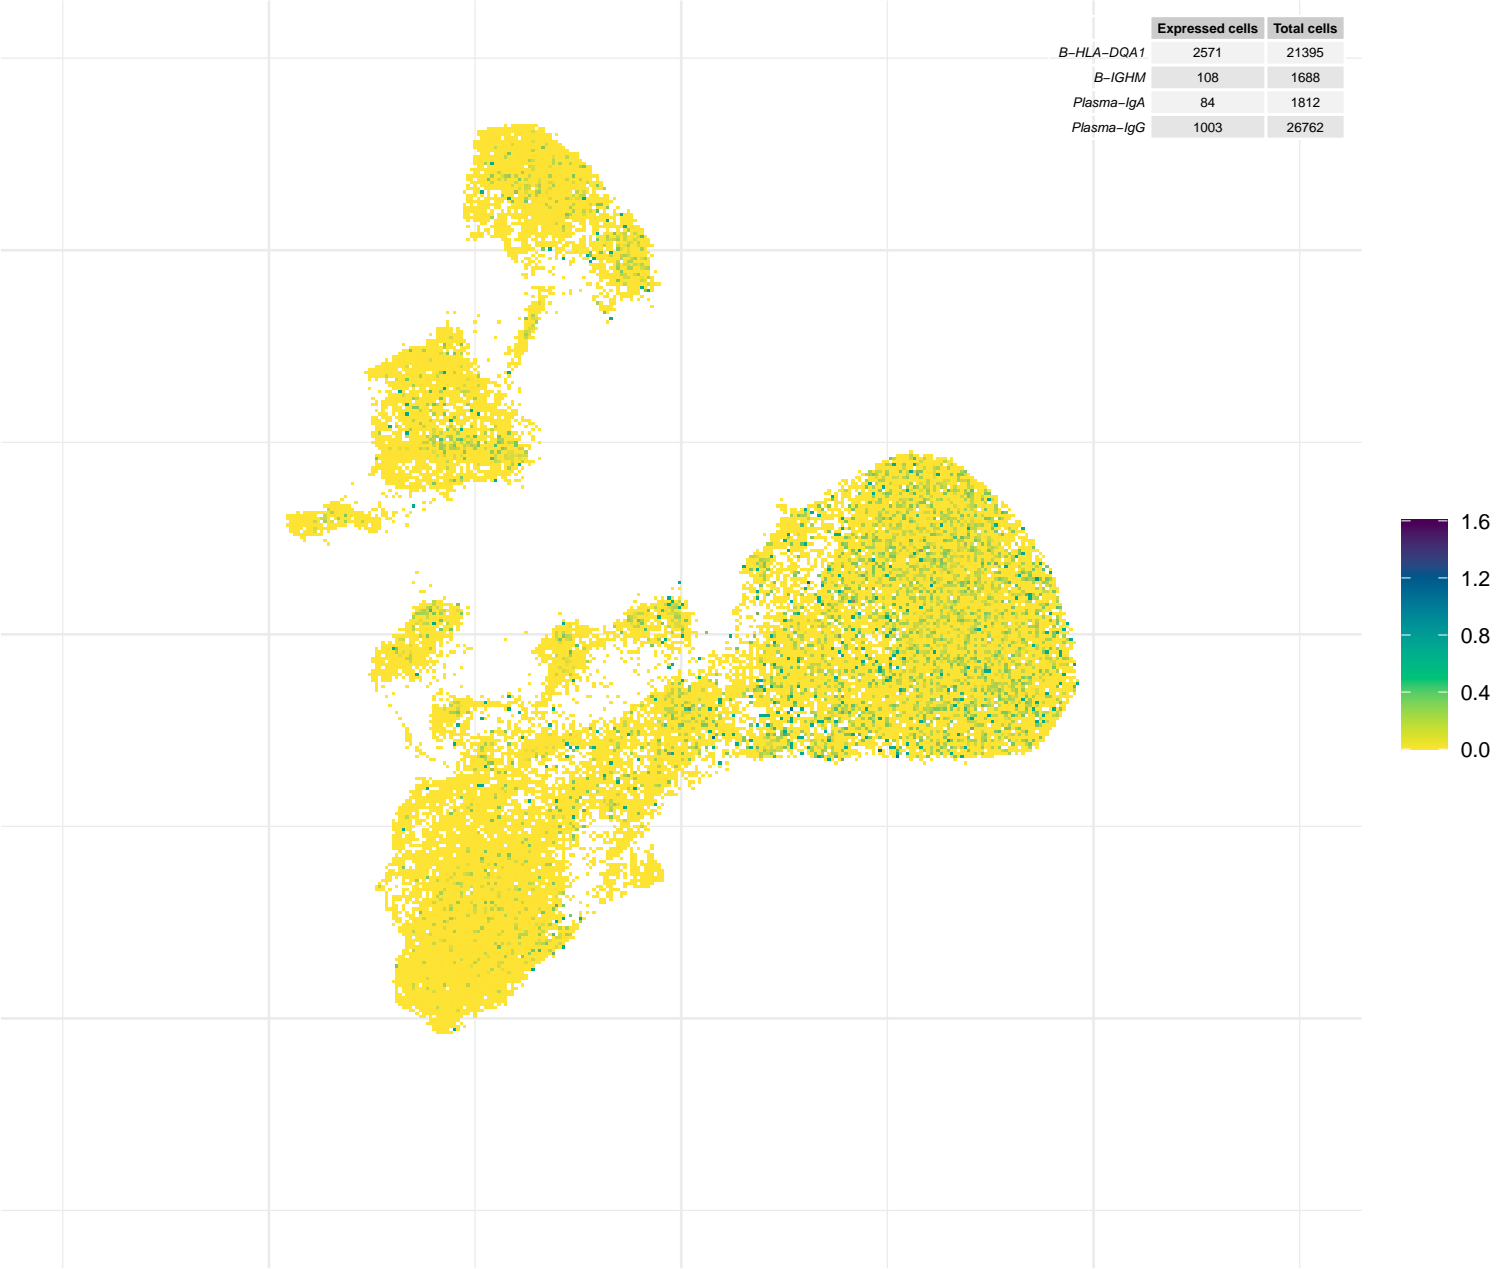 Expressed cells Total cells
B−HLA−DQA1 2571 21395
B−IGHM 108 1688
Plasma−IgA 84 1812
Plasma−IgG 1003 26762
1.6
1.2
0.8
0.4
0.0